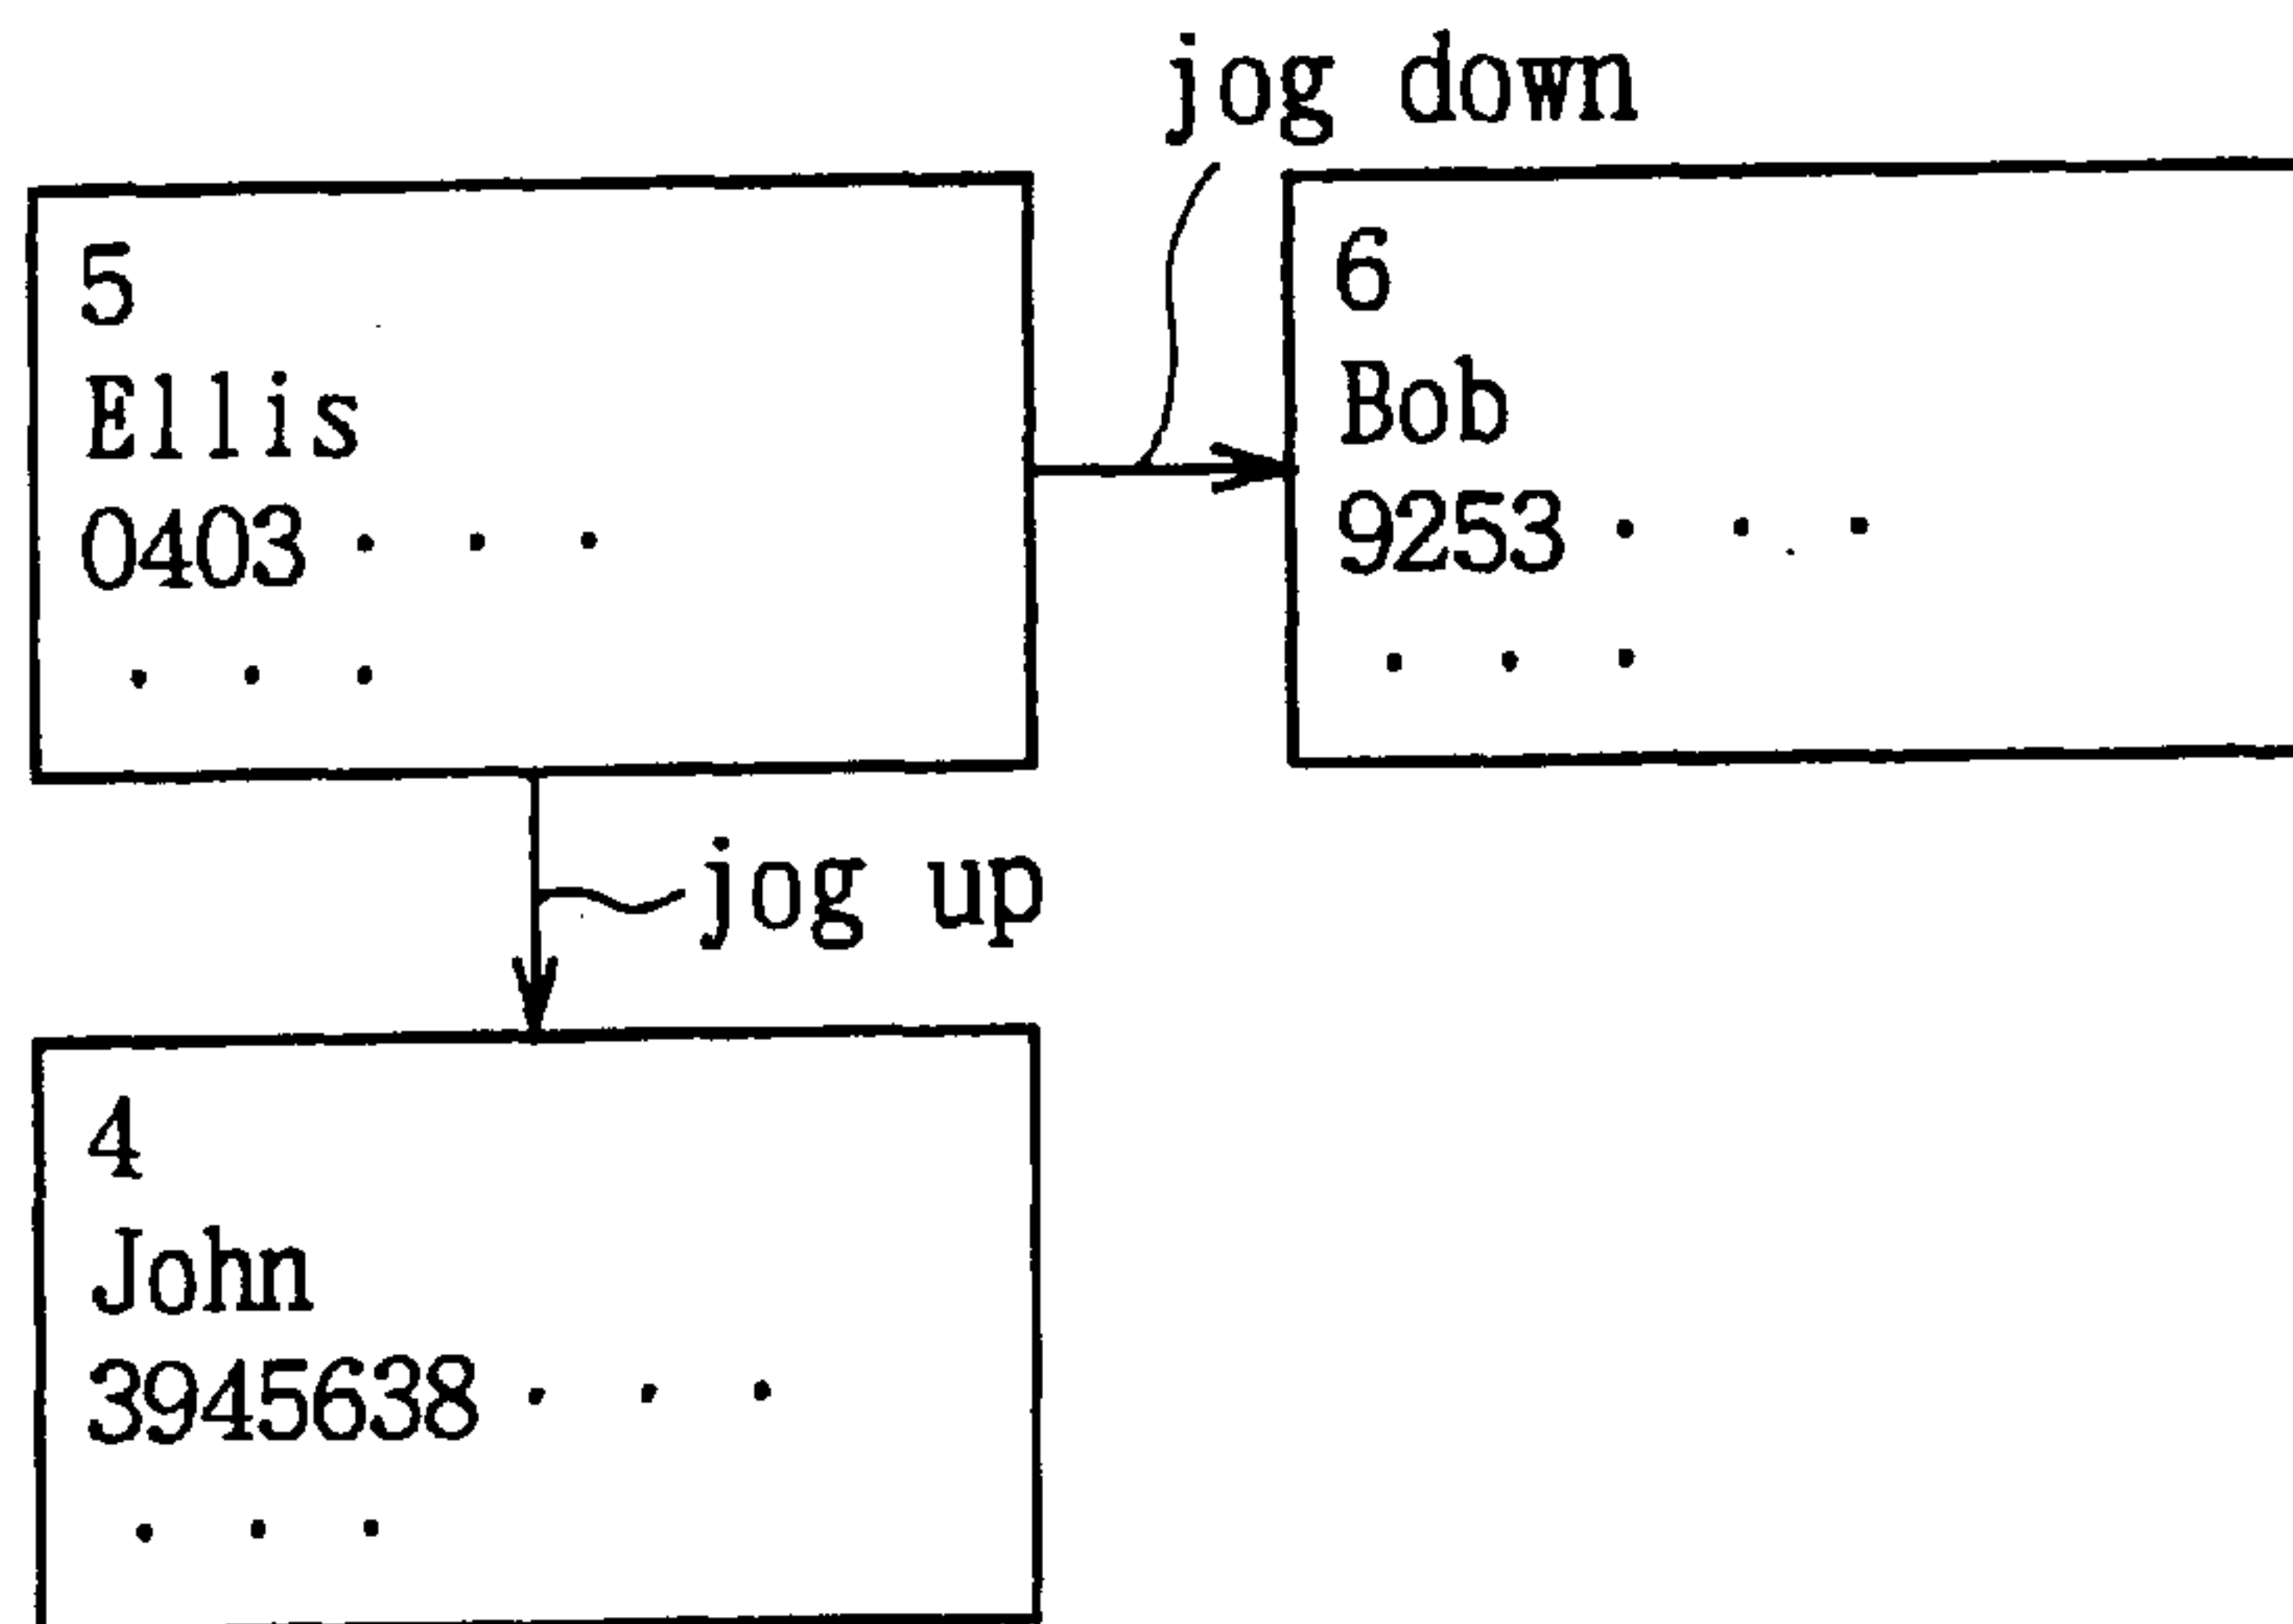 jog down
5
Ellis
0403 · · ·
· · ·
6
Bob
9253 · · ·
· · ·
jog up
4
John
3945638 · · ·
· · ·